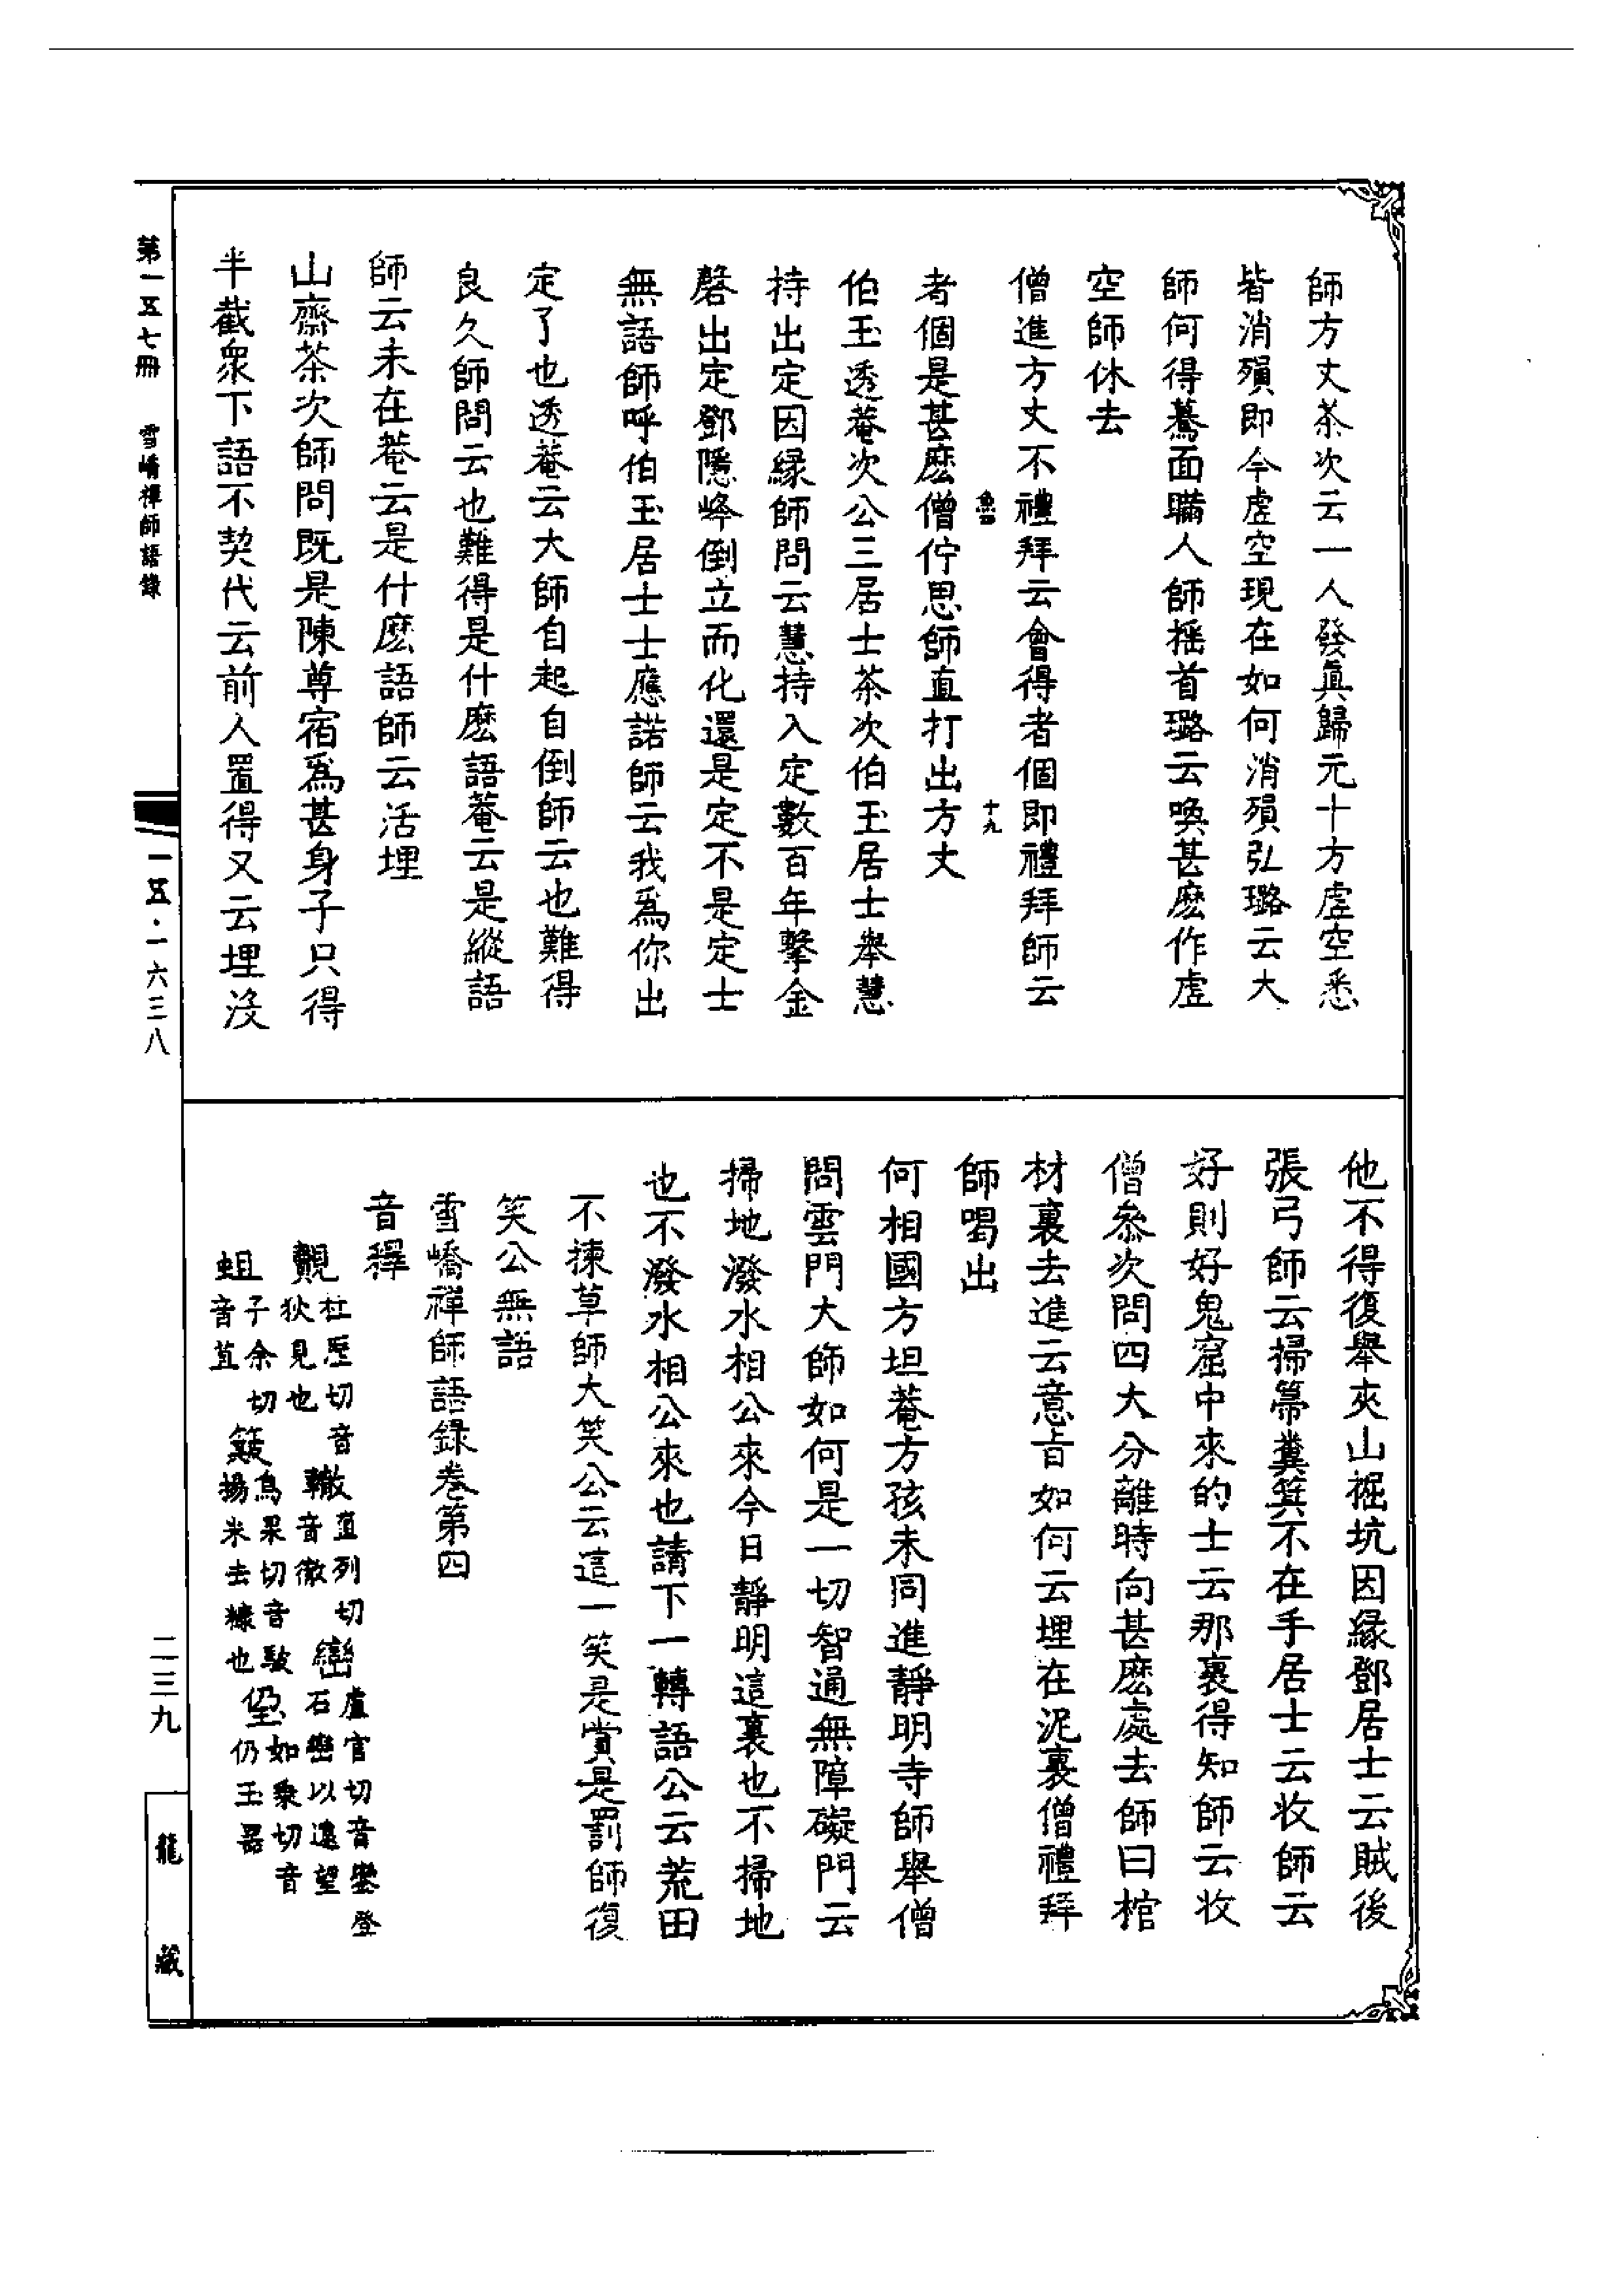 師方丈茶次云一人發眞歸元十方虛空悉
皆消殞即今虛空現在如何消殞弘璐云大
師何得驀面瞞人師搖首璐云喚甚麽作虛
空師休去
僧進方丈不禮拜云會得者個即禮拜師云
十九
者個是甚麽僧佇思師直打出方丈
伯玉透菴次公三居士茶次伯玉居士舉慧
持出定因緣師問云慧持入定數百年擊金
磬出定鄧隱峰倒立而化還是定不是定士
無語師呼伯玉居士士應諾師云我爲你出
定了也透菴云大師自起自倒師云也難得
良久師問云也難得是什麽語菴云是縱語
師云未在菴云是什麽語師云活埋
山齋茶次師問既是陳尊宿爲甚身子只得
半截衆下語不契代云前人置得又云埋沒
他不得復舉夾山掘坑因緣鄧居士云賊後
張弓師云掃箒糞箕不在手居士云收師云
好則好鬼窟中來的士云那裏得知師云收
僧叅次問四大分離時向甚麽處去師曰棺
材裏去進云意旨如何云埋在泥裏僧禮拜
師喝出
何相國方坦菴方孩未同進靜明寺師舉僧
問雲門大師如何是一切智通無障礙門云
掃地潑水相公來今日靜明這裏也不掃地
也不潑水相公來也請下一轉語公云荒田
不揀草師大笑公云這一笑是賞是罰師復
笑公無語
雪嶠禪師語録卷第四
音釋
覿 杜歷切音狄見也 轍 直列切音徹 巒 盧官切音鑾登石巒以遠望
蛆 子余切音苴 簸 烏果切音駊揚米去糠也 垒 如乘切音仍玉器
第一五七冊 雪嶠禪師語錄
一五·一六三八
二三九
龍藏